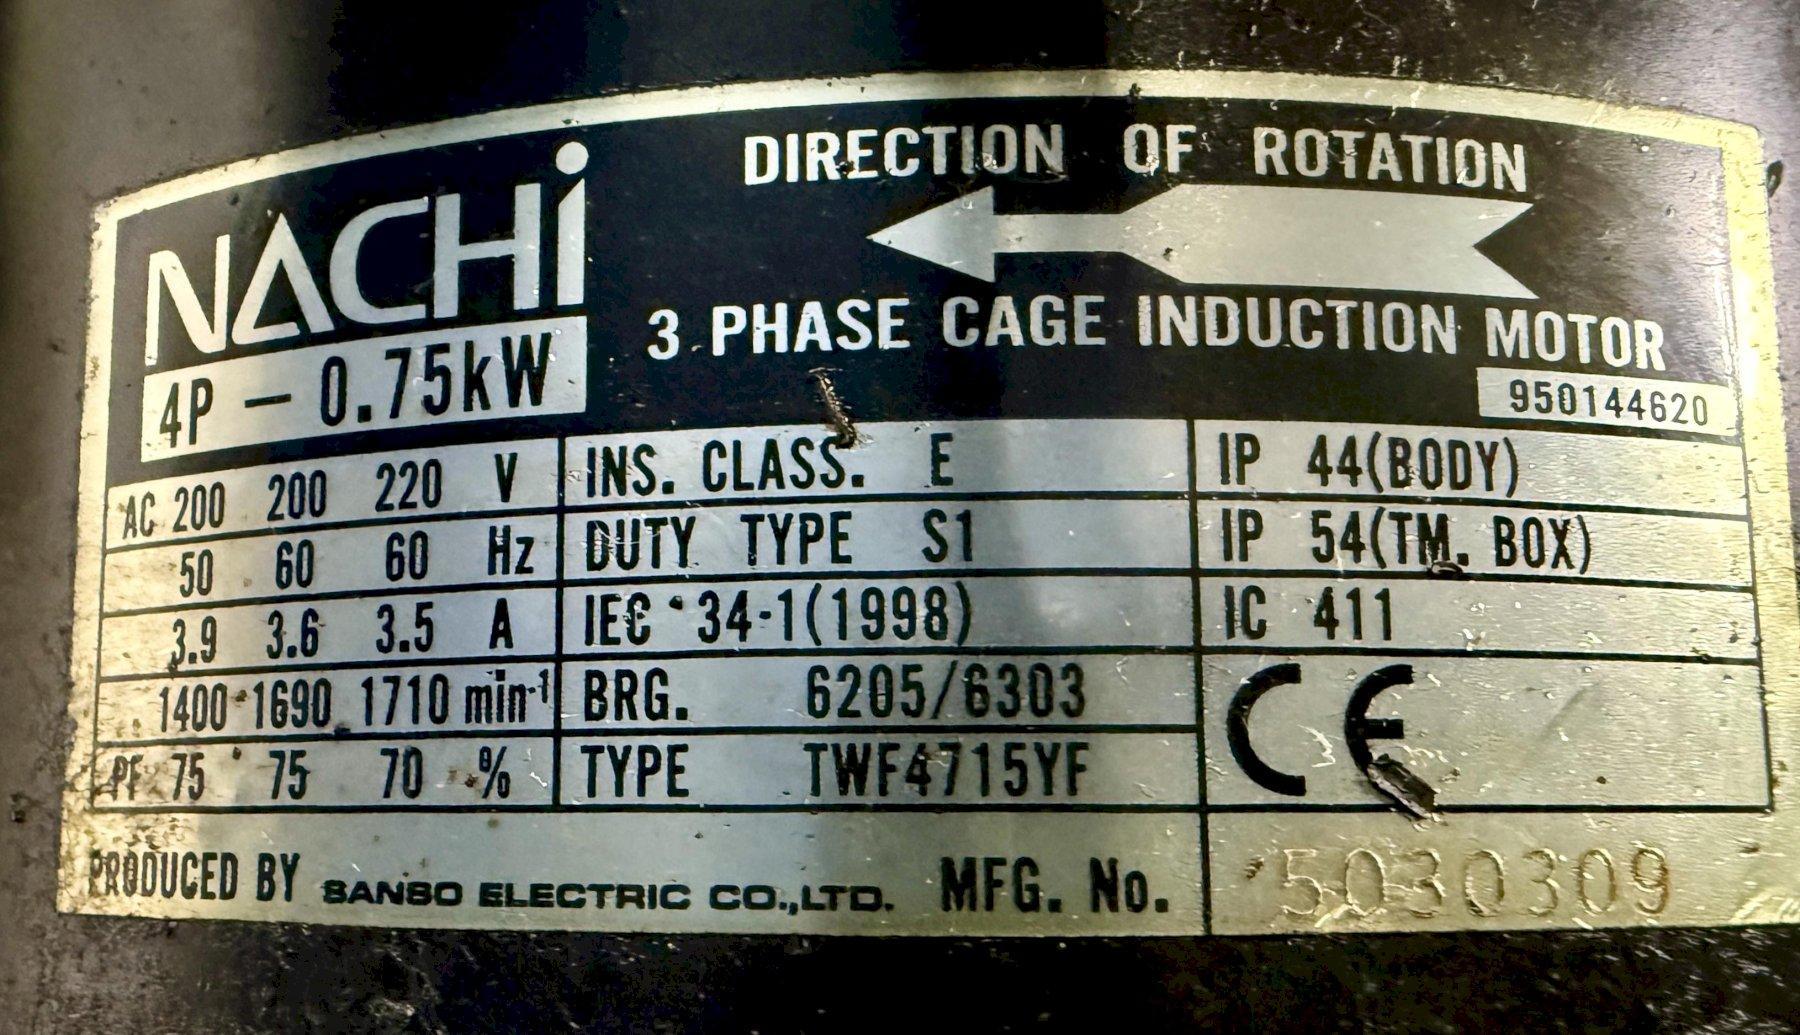 NACHi
DIRECTION OF ROTATION
4P - 0.75kW
3 PHASE CAGE INDUCTION MOTOR
950144620
AC 200 200 220 V
INS. CLASS. E
IP 44(BODY)
50 60 60 Hz
DUTY TYPE S1
IP 54(TM. BOX)
3.9 3.6 3.5 A
IEC 34-1(1998)
IC 411
1400 1690 1710 min-1
BRG. 6205/6303
CE
PF 75 75 70 %
TYPE TWF4715YF
PRODUCED BY SANSO ELECTRIC CO.,LTD. MFG. No. 5030309